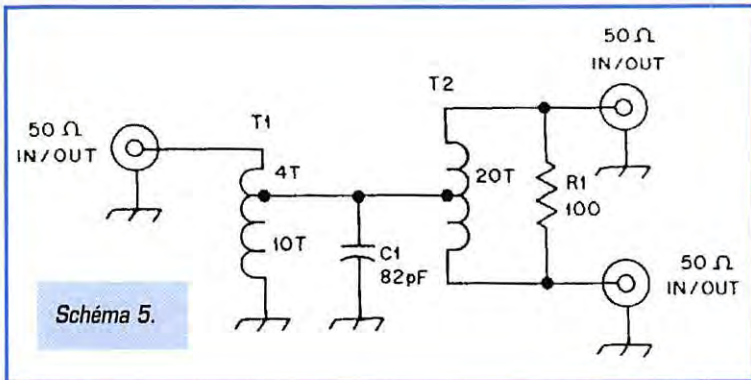 50 Ω
IN/OUT
T1
4T
10T
C1
82pF
T2
20T
R1
100
50 Ω
IN/OUT
50 Ω
IN/OUT
Schéma 5.